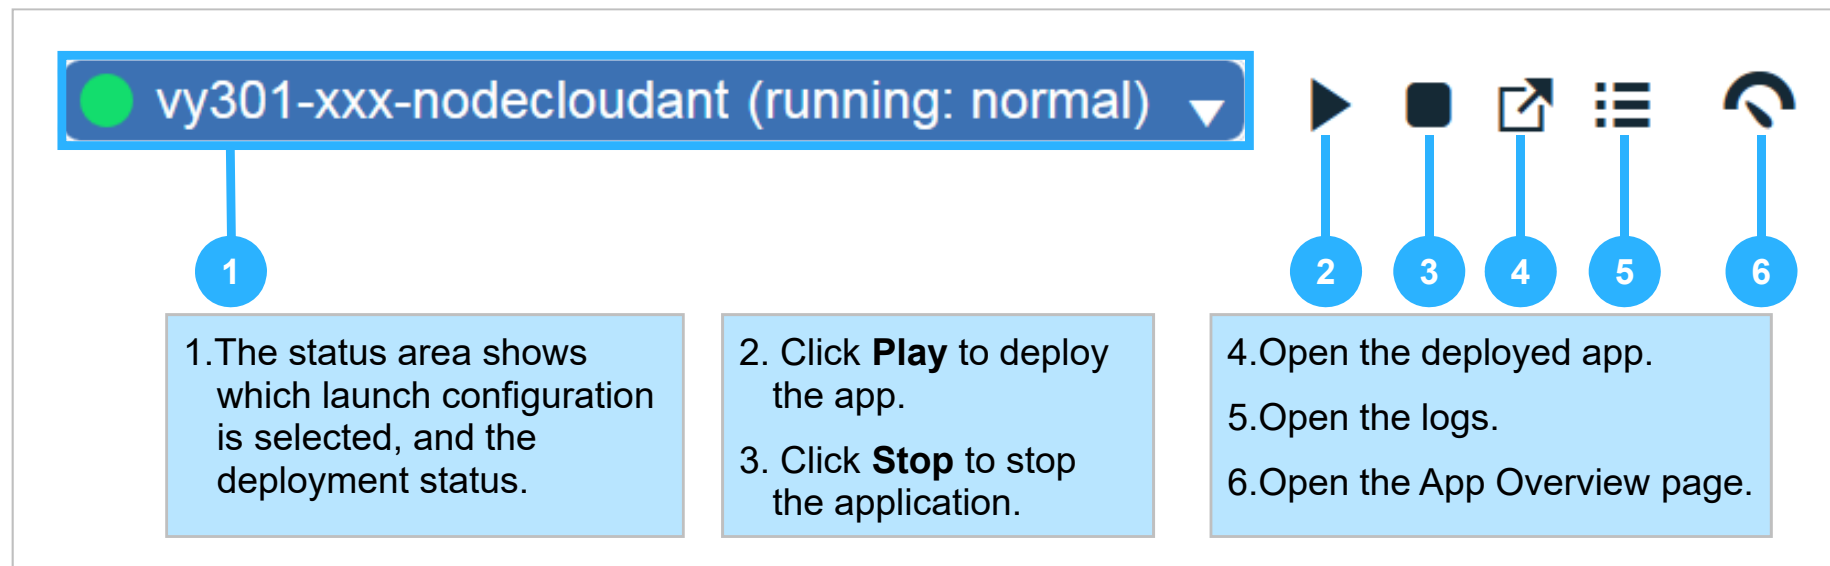 vy301-xxx-nodecloudant (running: normal)
1
2
3
4
5
6
1.The status area shows
which launch configuration
is selected, and the
deployment status.
2. Click Play to deploy
the app.
3. Click Stop to stop
the application.
4.Open the deployed app.
5.Open the logs.
6.Open the App Overview page.